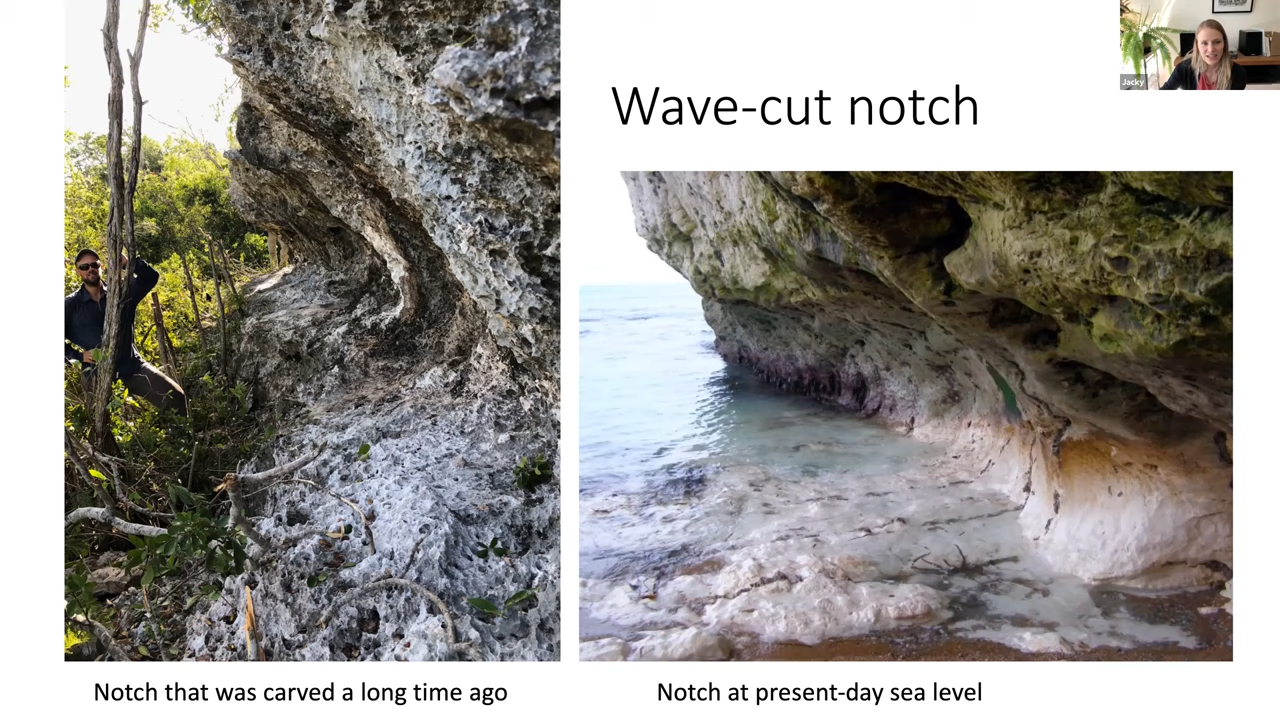 Jacky
Wave-cut notch
Notch that was carved a long time ago
Notch at present-day sea level